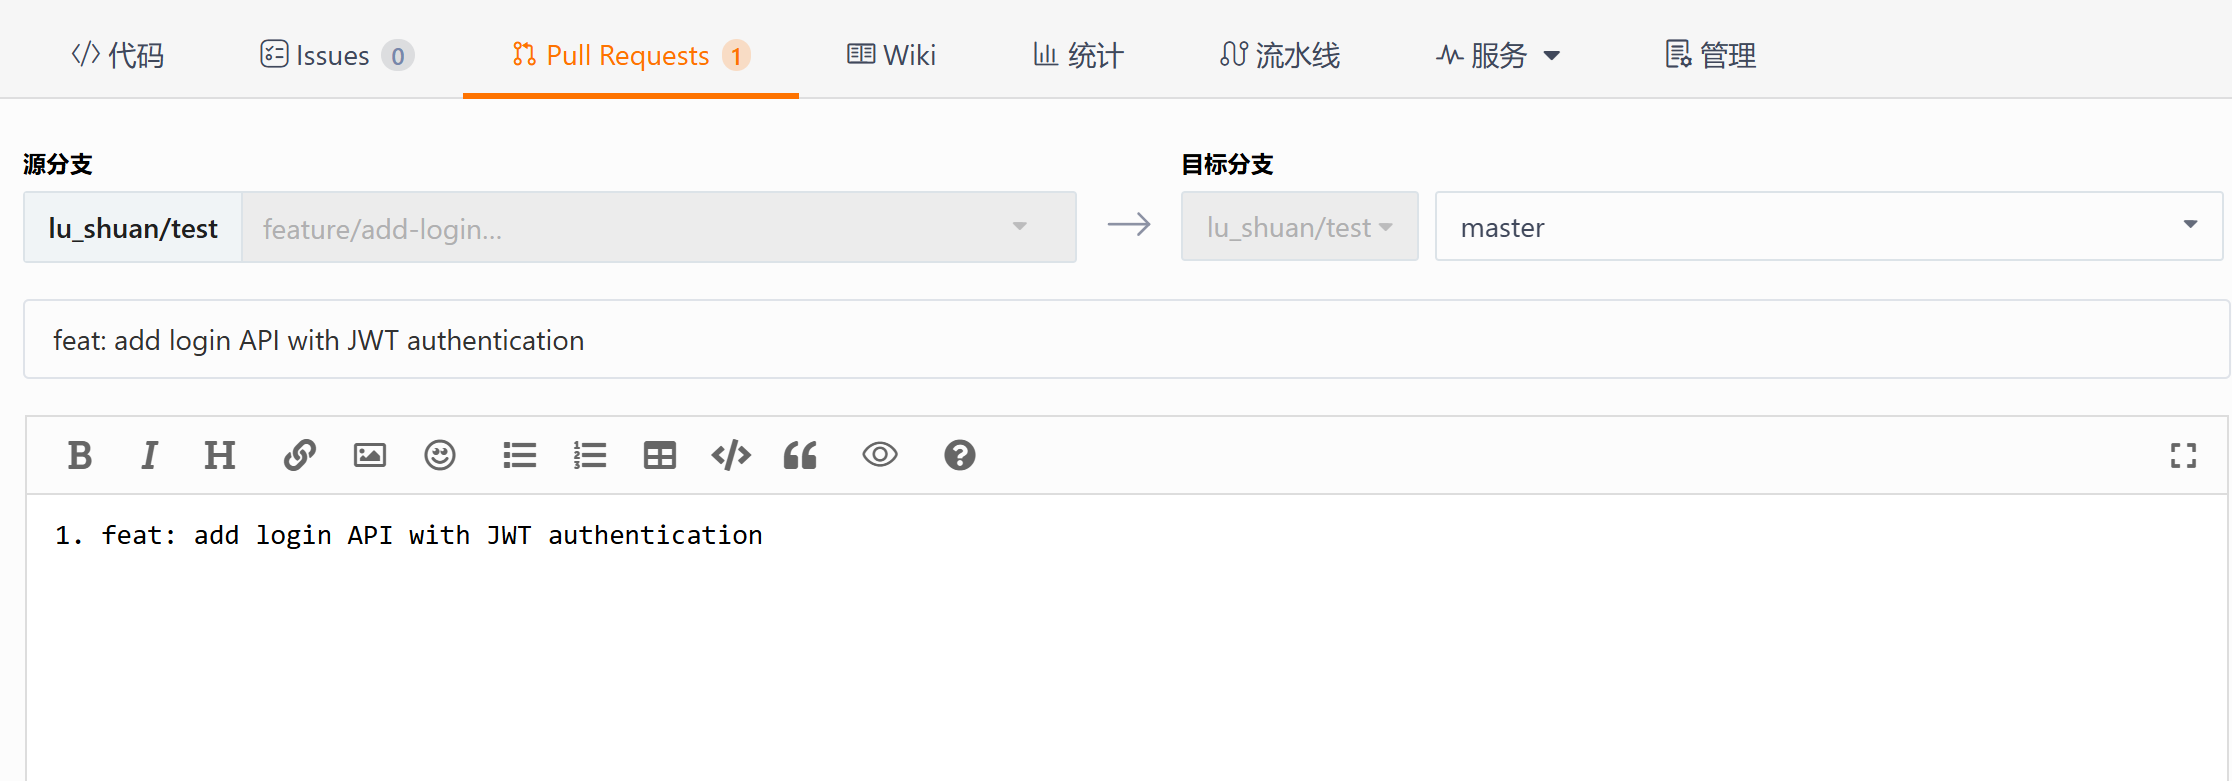 代码 Issues 0 Pull Requests 1 Wiki 统计 流水线 服务 管理
源分支 目标分支
lu_shuan/test feature/add-login... lu_shuan/test master
feat: add login API with JWT authentication
1. feat: add login API with JWT authentication